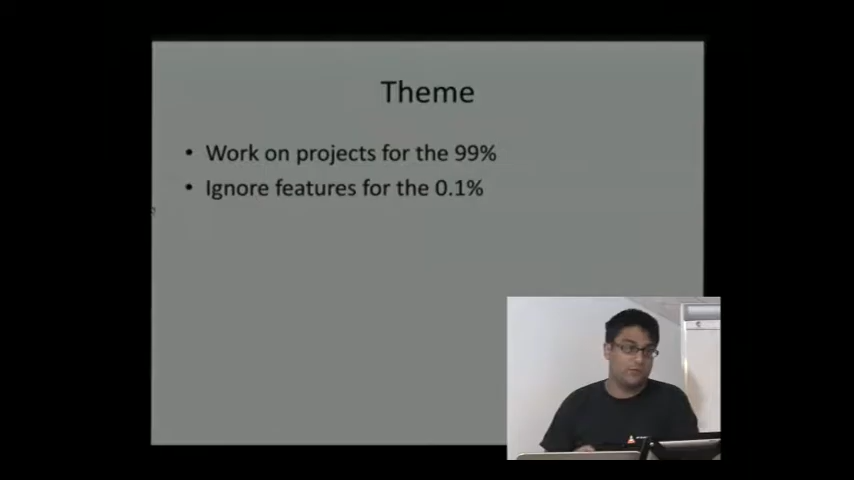 Theme
• Work on projects for the 99%
• Ignore features for the 0.1%